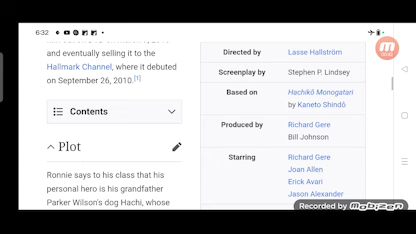 6:32
and eventually selling it to the
Hallmark Channel, where it debuted
on September 26, 2010.[1]
Contents
Plot
Ronnie says to his class that his
personal hero is his grandfather
Parker Wilson's dog Hachi, whose
Directed by Lasse Hallström
Screenplay by Stephen P. Lindsey
Based on Hachikō Monogatari
by Kaneto Shindō
Produced by Richard Gere
Bill Johnson
Starring Richard Gere
Joan Allen
Erick Avari
Jason Alexander
Recorded by Mobizen